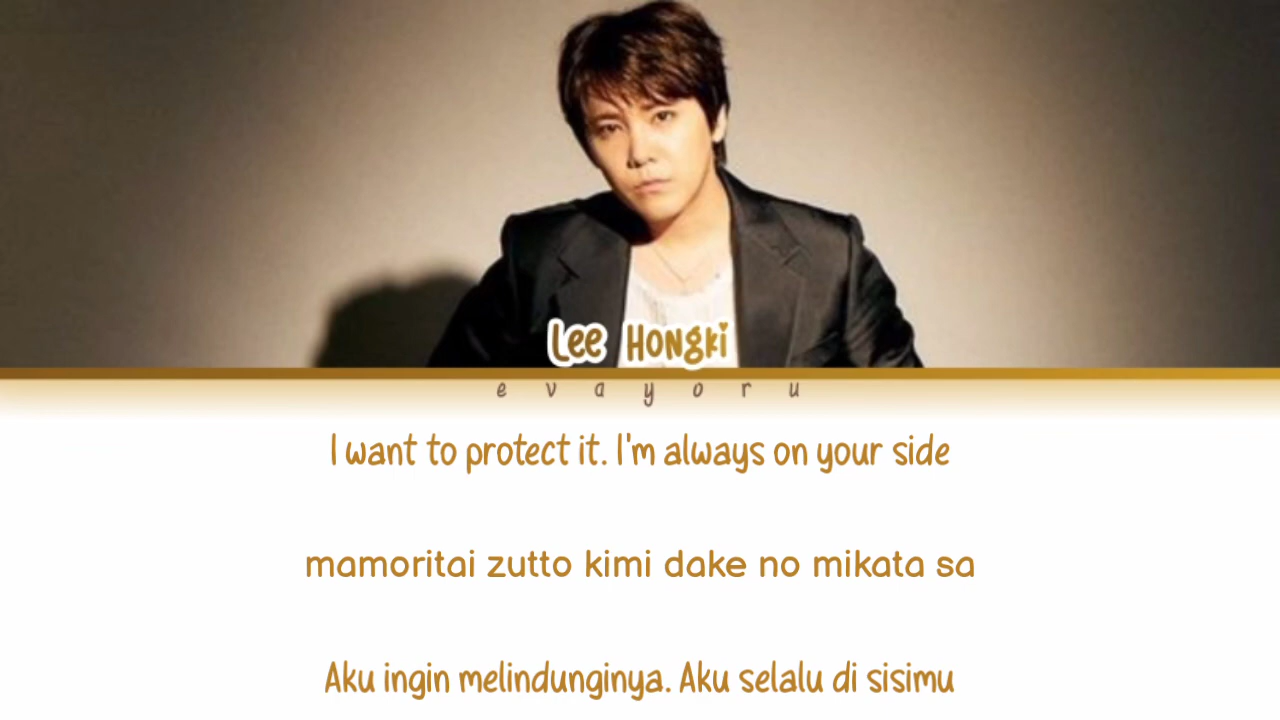 Lee Hongki
evayoru
I want to protect it. I'm always on your side
mamoritai zutto kimi dake no mikata sa
Aku ingin melindunginya. Aku selalu di sisimu